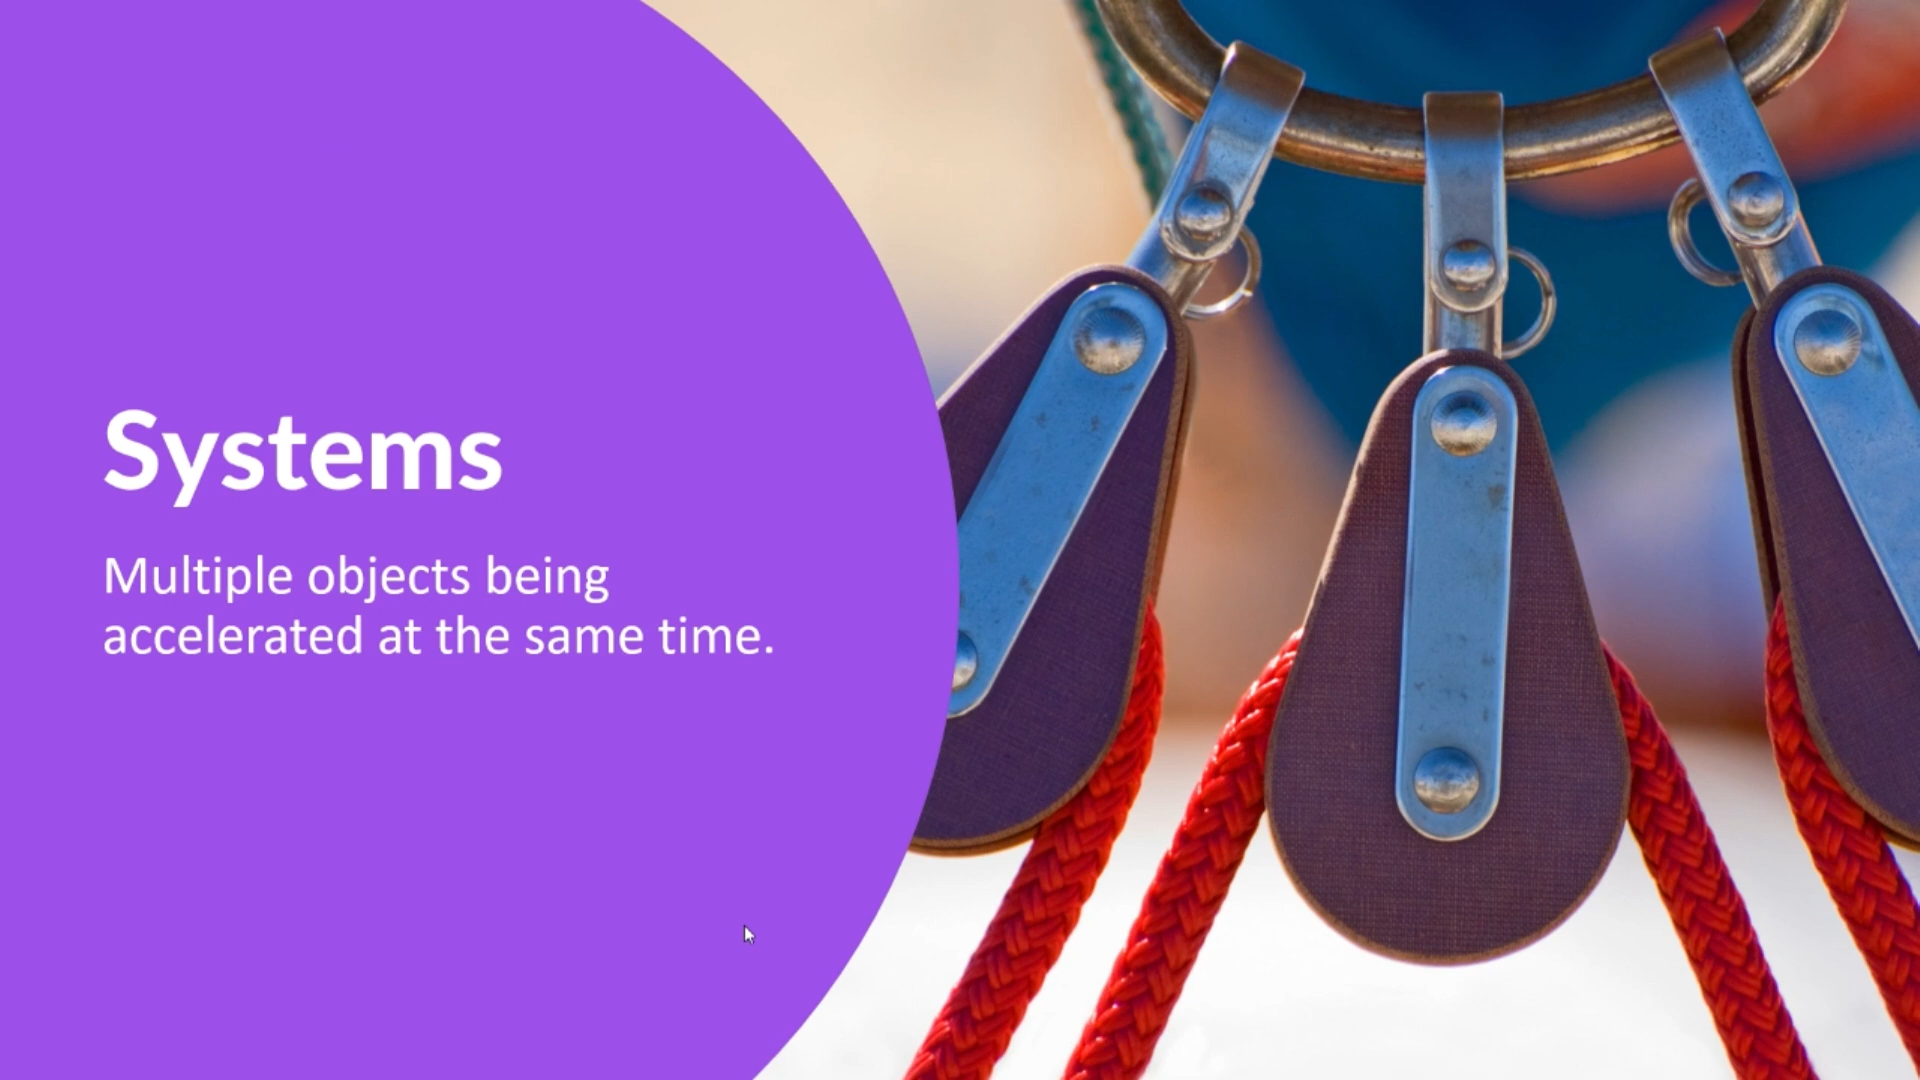 Systems
Multiple objects being
accelerated at the same time.